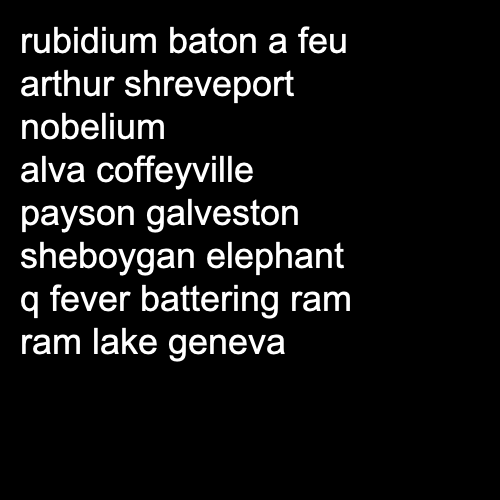 rubidium baton a feu
arthur shreveport
nobelium
alva coffeyville
payson galveston
sheboygan elephant
q fever battering ram
ram lake geneva